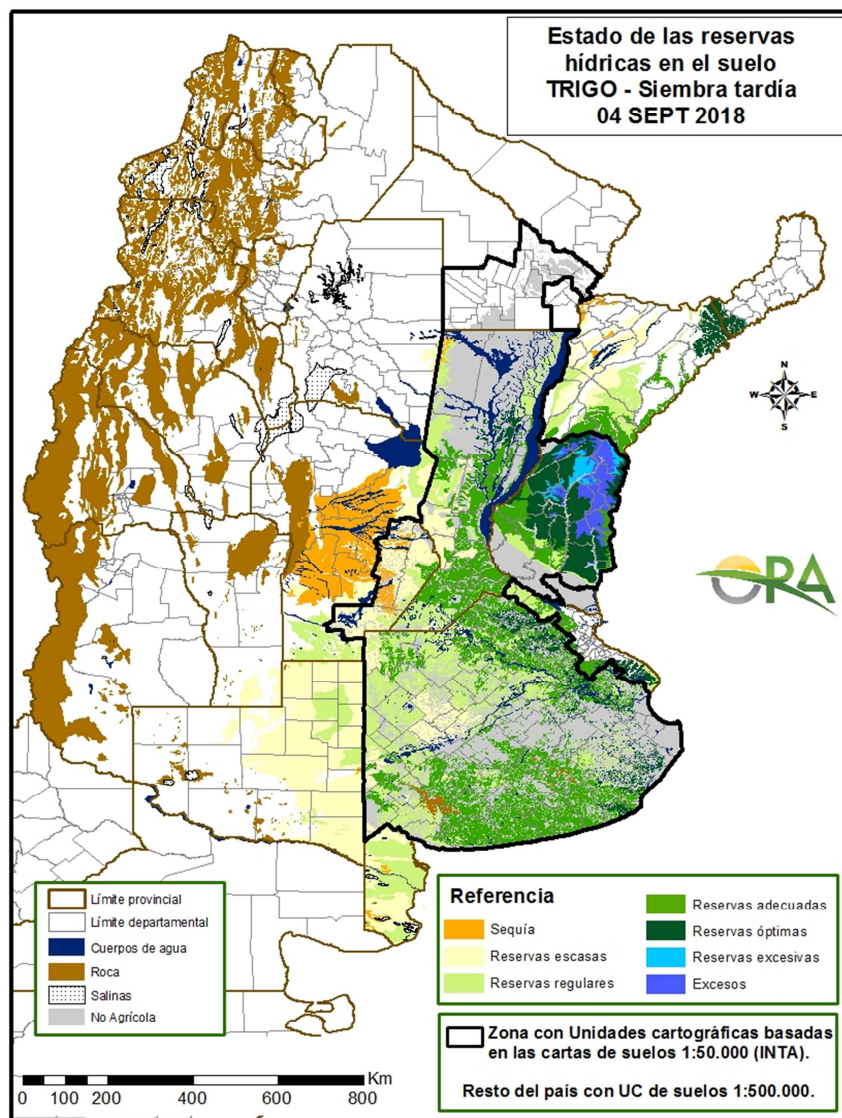 Estado de las reservas
hídricas en el suelo
TRIGO - Siembra tardía
04 SEPT 2018
N
W E
S
ORA
Límite provincial
Límite departamental
Cuerpos de agua
Roca
Salinas
No Agrícola
Referencia
Sequía
Reservas escasas
Reservas regulares
Reservas adecuadas
Reservas óptimas
Reservas excesivas
Excesos
Zona con Unidades cartográficas basadas
en las cartas de suelos 1:50.000 (INTA).
Resto del país con UC de suelos 1:500.000.
Km
0 100 200 400 600 800